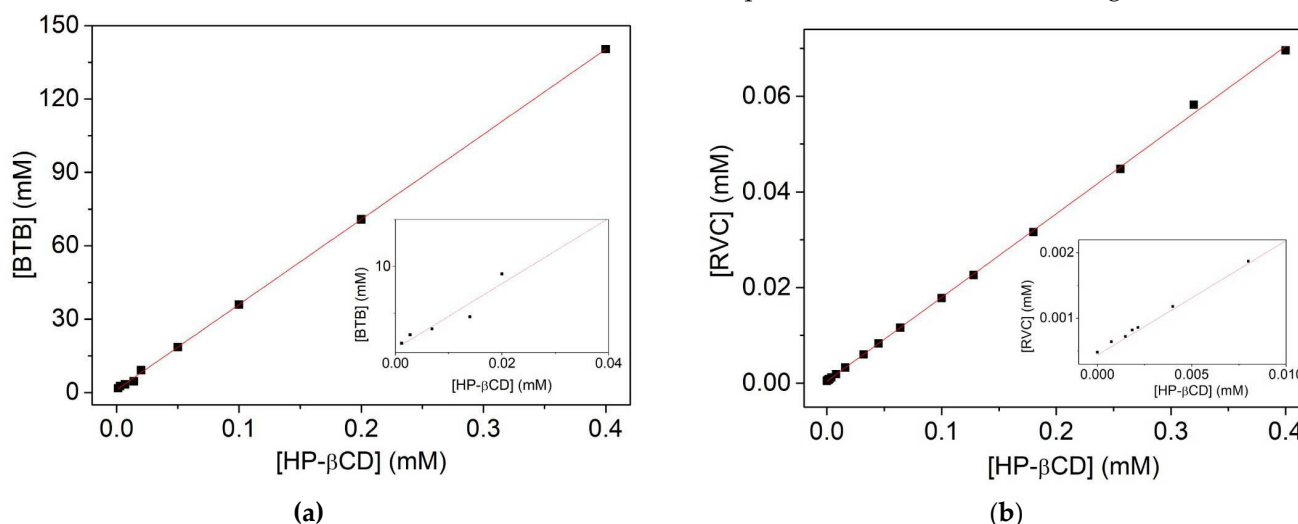 150
120
90
60
30
0
[BTB] (mM)
0.0 0.1 0.2 0.3 0.4
[HP-βCD] (mM)
10
[BTB] (mM)
0.00 0.02 0.04
[HP-βCD] (mM)
(a)
0.06
0.04
0.02
0.00
[RVC] (mM)
0.0 0.1 0.2 0.3 0.4
[HP-βCD] (mM)
0.002
0.001
[RVC] (mM)
0.000 0.005 0.010
[HP-βCD] (mM)
(b)